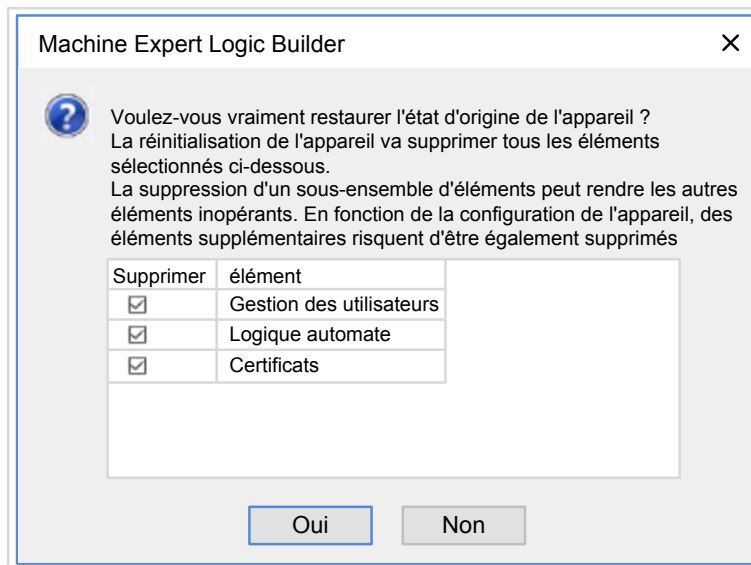 Machine Expert Logic Builder
Voulez-vous vraiment restaurer l'état d'origine de l'appareil ?
La réinitialisation de l'appareil va supprimer tous les éléments
sélectionnés ci-dessous.
La suppression d'un sous-ensemble d'éléments peut rendre les autres
éléments inopérants. En fonction de la configuration de l'appareil, des
éléments supplémentaires risquent d'être également supprimés
Supprimer élément
Gestion des utilisateurs
Logique automate
Certificats
Oui Non